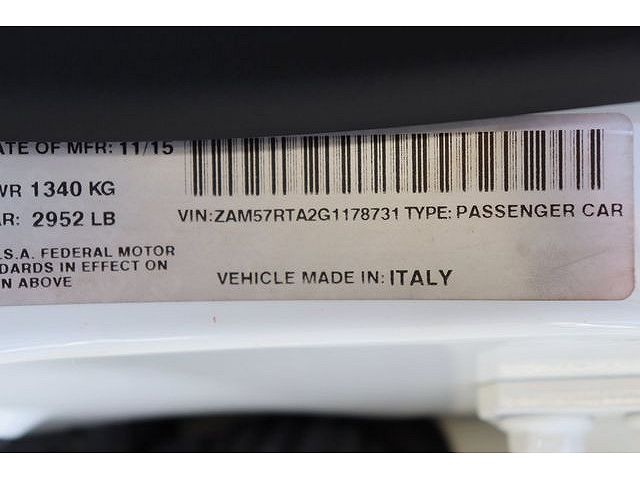 ATE OF MFR: 11/15
WR 1340 KG
AR: 2952 LB
VIN:ZAM57RTA2G1178731 TYPE: PASSENGER CAR
.S.A. FEDERAL MOTOR
DARDS IN EFFECT ON
N ABOVE
VEHICLE MADE IN: ITALY